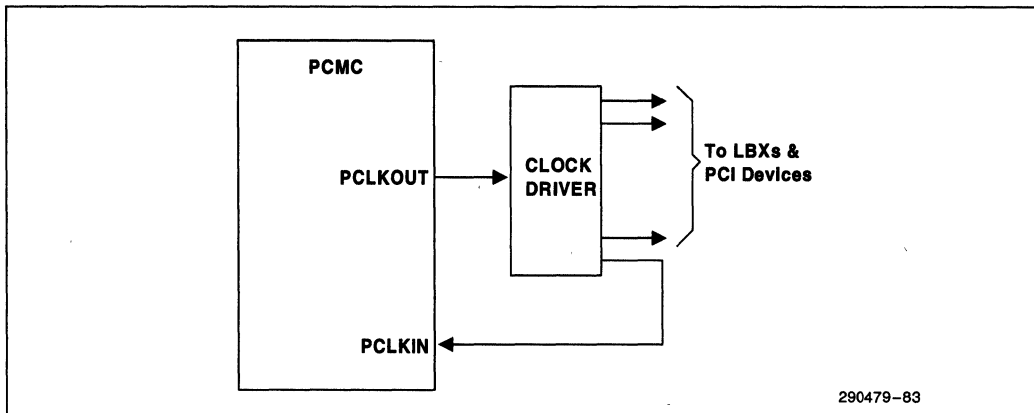 PCMC
PCLKOUT
CLOCK
DRIVER
To LBXs &
PCI Devices
PCLKIN
290479-83